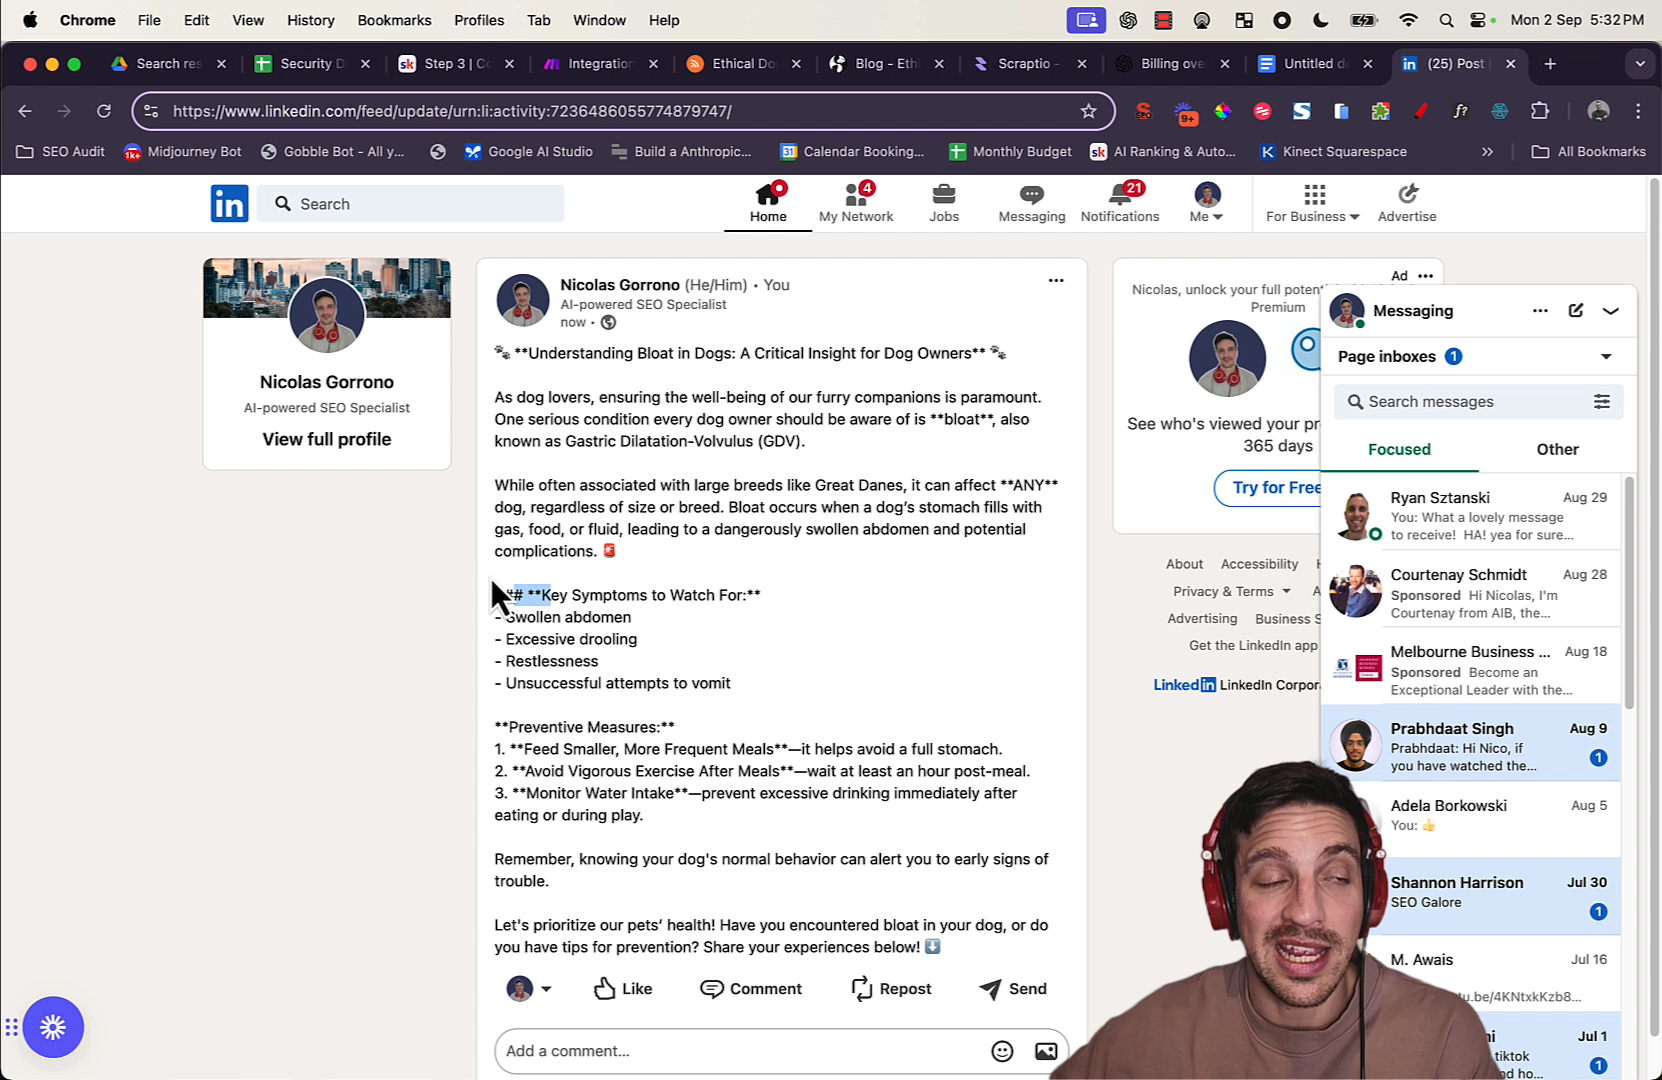 Chrome File Edit View History Bookmarks Profiles Tab Window Help Mon 2 Sep 5:32 PM
Search res Security D Step 3 | Integration Ethical Do Blog - Eth Scraptio - Billing ove Untitled d (25) Post
https://www.linkedin.com/feed/update/urn:li:activity:7236486055774879747/
9+
SEO Audit Midjourney Bot Gobble Bot - All y... Google AI Studio Build a Anthropic... Calendar Booking... Monthly Budget AI Ranking & Auto... Kinect Squarespace » All Bookmarks
in Search Home My Network 4 Jobs Messaging Notifications 21 Me For Business Advertise
Nicolas Gorrono
AI-powered SEO Specialist
View full profile
Nicolas Gorrono (He/Him) • You
AI-powered SEO Specialist
now •
🐾 **Understanding Bloat in Dogs: A Critical Insight for Dog Owners** 🐾
As dog lovers, ensuring the well-being of our furry companions is paramount.
One serious condition every dog owner should be aware of is **bloat**, also
known as Gastric Dilatation-Volvulus (GDV).
While often associated with large breeds like Great Danes, it can affect **ANY**
dog, regardless of size or breed. Bloat occurs when a dog’s stomach fills with
gas, food, or fluid, leading to a dangerously swollen abdomen and potential
complications. 🚨
## **Key Symptoms to Watch For:**
- Swollen abdomen
- Excessive drooling
- Restlessness
- Unsuccessful attempts to vomit
**Preventive Measures:**
1. **Feed Smaller, More Frequent Meals**—it helps avoid a full stomach.
2. **Avoid Vigorous Exercise After Meals**—wait at least an hour post-meal.
3. **Monitor Water Intake**—prevent excessive drinking immediately after
eating or during play.
Remember, knowing your dog's normal behavior can alert you to early signs of
trouble.
Let's prioritize our pets’ health! Have you encountered bloat in your dog, or do
you have tips for prevention? Share your experiences below! ⬇️
Like Comment Repost Send
Add a comment...
Ad •••
Nicolas, unlock your full
Premium
See who's viewed your
365 days
Try for Free
About Accessibility
Privacy & Terms
Advertising Business
Get the LinkedIn app
LinkedIn LinkedIn
Messaging
Page inboxes 1
Search messages
Focused Other
Ryan Sztanski Aug 29
You: What a lovely message
to receive! HA! yea for sure...
Courtenay Schmidt Aug 28
Sponsored Hi Nicolas, I'm
Courtenay from AIB, the...
Melbourne Business ... Aug 18
Sponsored Become an
Exceptional Leader with the...
Prabhdaat Singh Aug 9
Prabhdaat: Hi Nico, if
you have watched the... 1
Adela Borkowski Aug 5
You: 👍
Shannon Harrison Jul 30
SEO Galore 1
M. Awais Jul 16
tu.be/4KNtxkKzb8...
Jul 1
tiktok
1